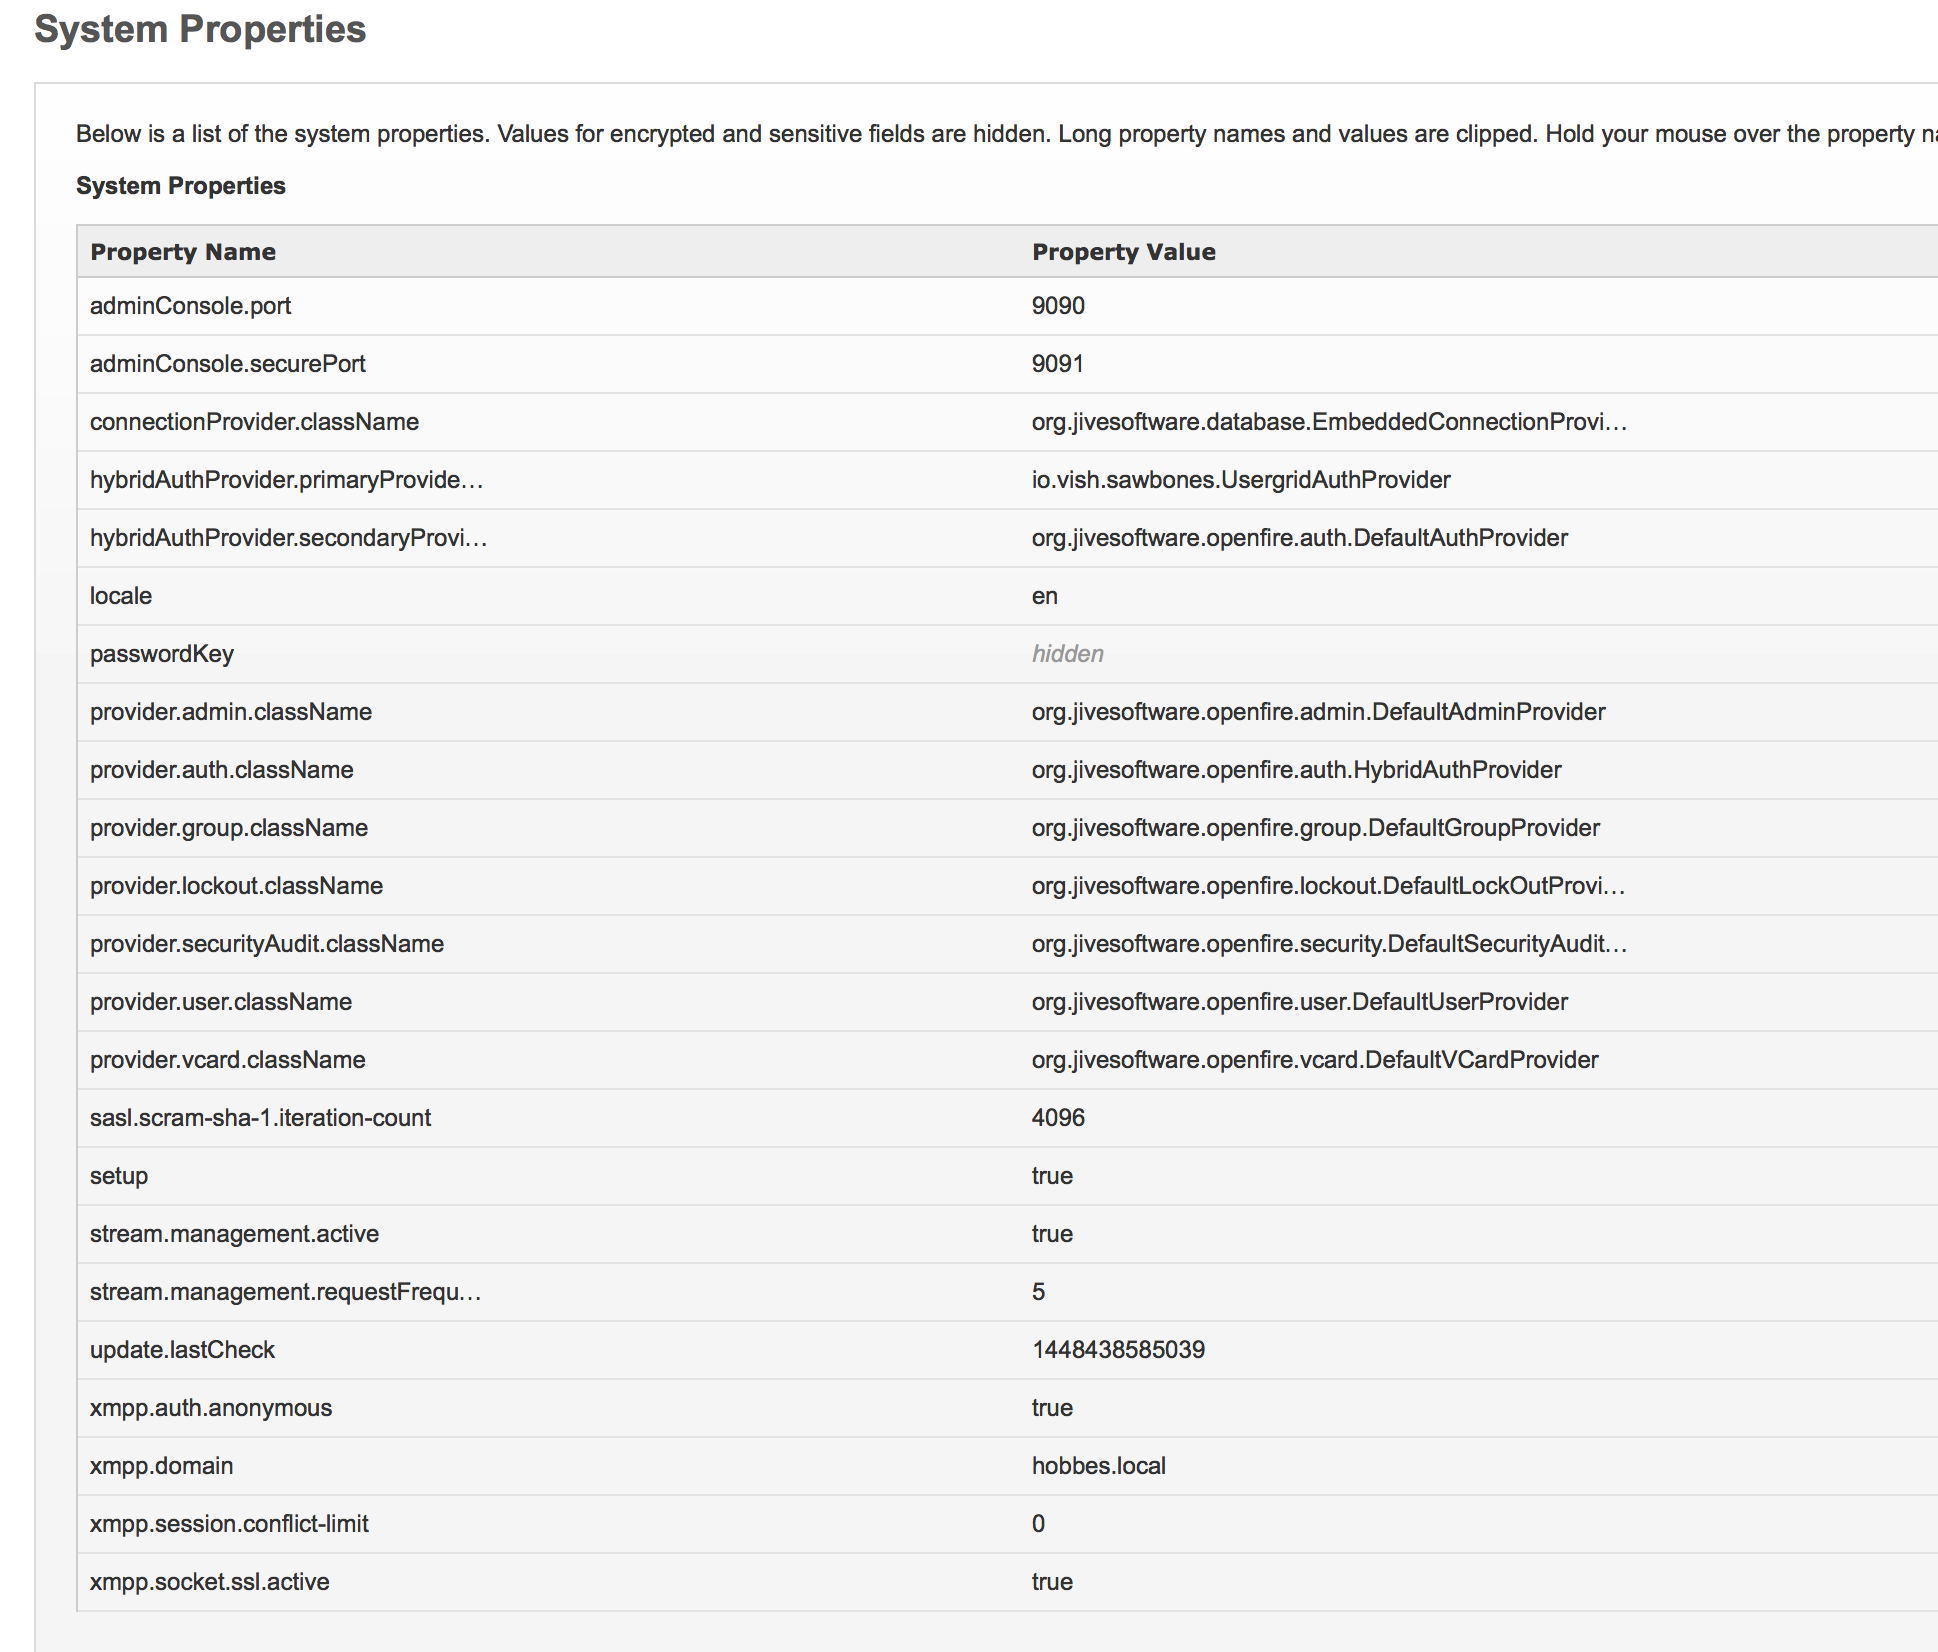 System Properties
Below is a list of the system properties. Values for encrypted and sensitive fields are hidden. Long property names and values are clipped. Hold your mouse over the property na
System Properties
Property Name Property Value
adminConsole.port 9090
adminConsole.securePort 9091
connectionProvider.className org.jivesoftware.database.EmbeddedConnectionProvi…
hybridAuthProvider.primaryProvide… io.vish.sawbones.UsergridAuthProvider
hybridAuthProvider.secondaryProvi… org.jivesoftware.openfire.auth.DefaultAuthProvider
locale en
passwordKey hidden
provider.admin.className org.jivesoftware.openfire.admin.DefaultAdminProvider
provider.auth.className org.jivesoftware.openfire.auth.HybridAuthProvider
provider.group.className org.jivesoftware.openfire.group.DefaultGroupProvider
provider.lockout.className org.jivesoftware.openfire.lockout.DefaultLockOutProvi…
provider.securityAudit.className org.jivesoftware.openfire.security.DefaultSecurityAudit…
provider.user.className org.jivesoftware.openfire.user.DefaultUserProvider
provider.vcard.className org.jivesoftware.openfire.vcard.DefaultVCardProvider
sasl.scram-sha-1.iteration-count 4096
setup true
stream.management.active true
stream.management.requestFrequ… 5
update.lastCheck 1448438585039
xmpp.auth.anonymous true
xmpp.domain hobbes.local
xmpp.session.conflict-limit 0
xmpp.socket.ssl.active true